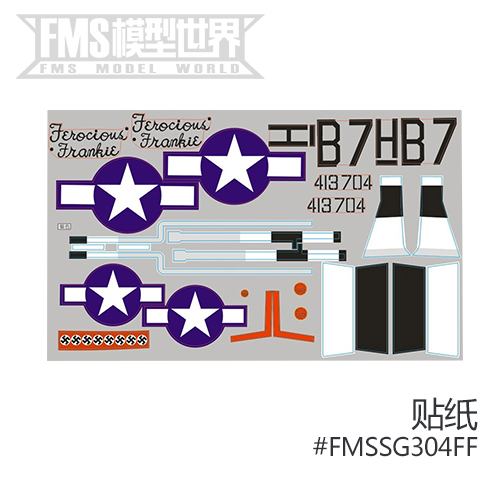 FMS模型世界
FMS MODEL WORLD
Ferocious Frankie
Ferocious Frankie
H
B7
H
B7
413704
413704
贴纸
#FMSSG304FF